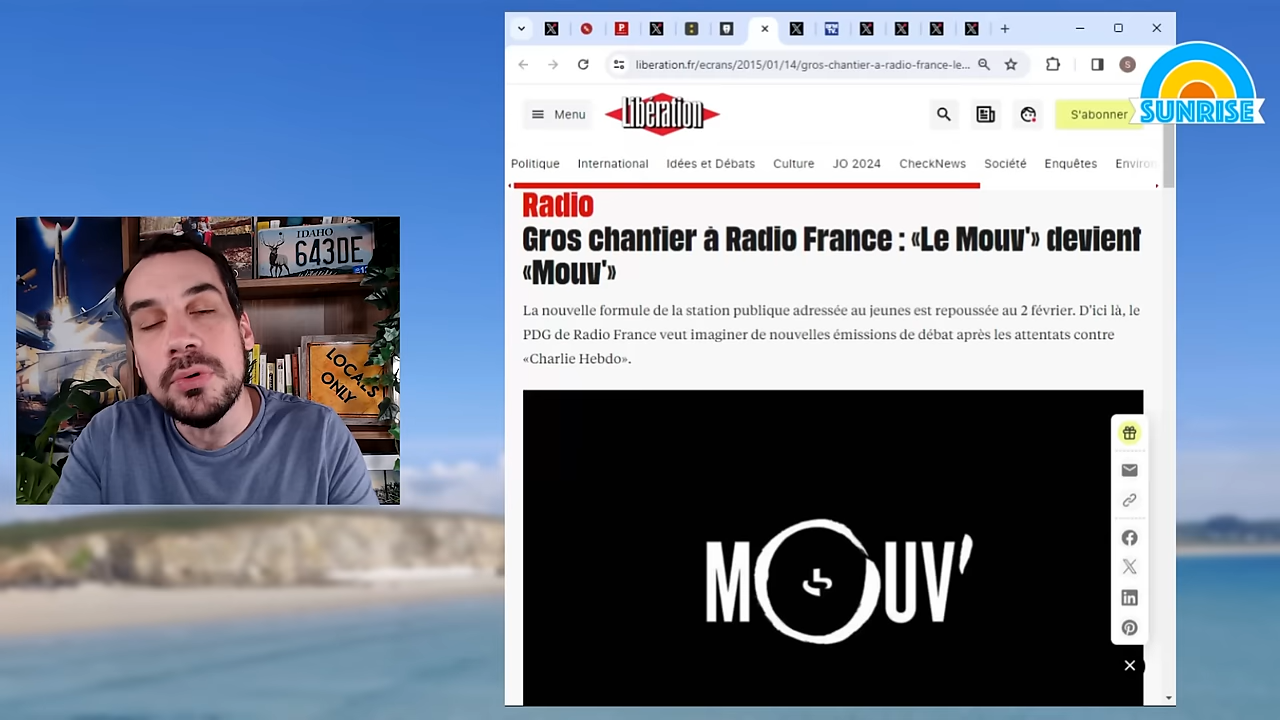 liberation.fr/ecrans/2015/01/14/gros-chantier-a-radio-france-le...
S
SUNRISE
Menu
Libération
S'abonner
Politique International Idées et Débats Culture JO 2024 CheckNews Société Enquêtes Environ
Radio
Gros chantier à Radio France : «Le Mouv'» devient
«Mouv'»
La nouvelle formule de la station publique adressée au jeunes est repoussée au 2 février. D'ici là, le
PDG de Radio France veut imaginer de nouvelles émissions de débat après les attentats contre
«Charlie Hebdo».
MOUV'
IDAHO
643DE
LOCALS
ONLY